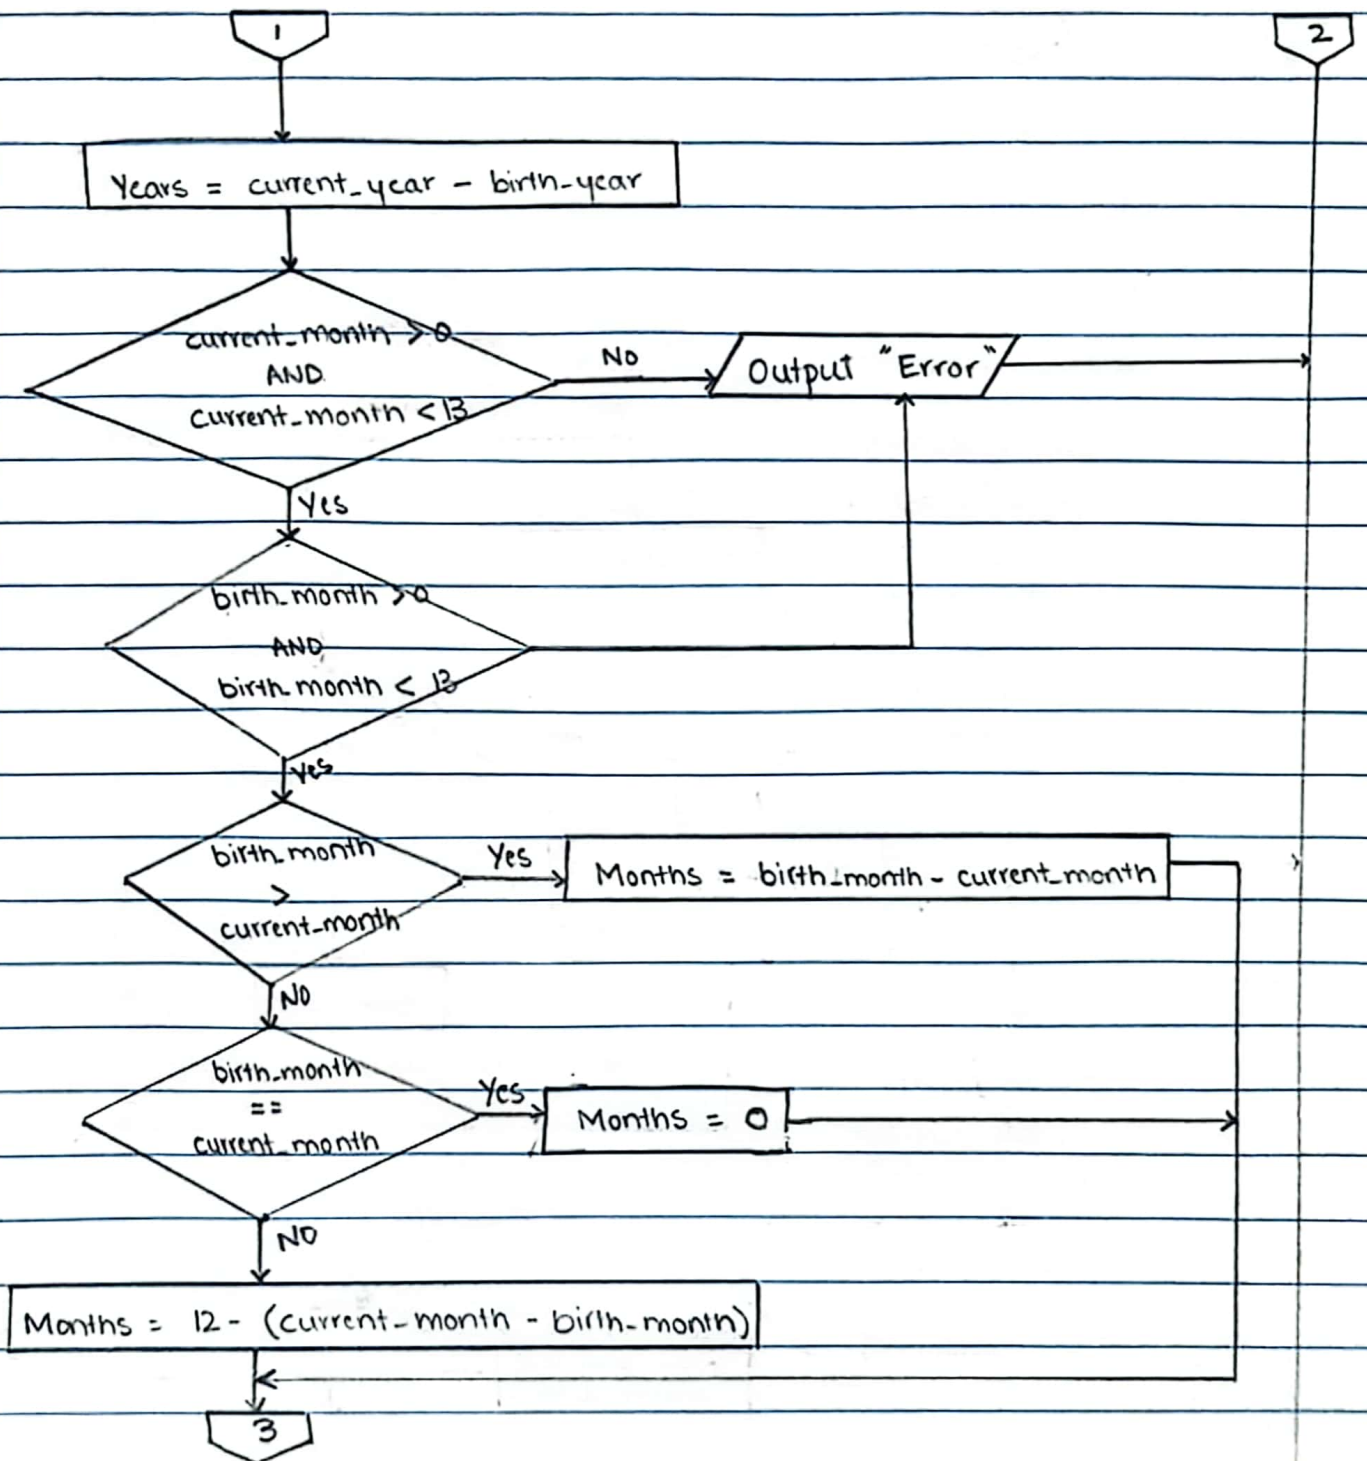 1
2
Years = current_year - birth_year
current_month > 0
AND
current_month < 13
No
Output "Error"
Yes
birth_month > 0
AND
birth_month < 13
Yes
birth_month
>
current_month
Yes
Months = birth_month - current_month
NO
birth_month
==
current_month
Yes
Months = 0
NO
Months = 12 - (current_month - birth_month)
3